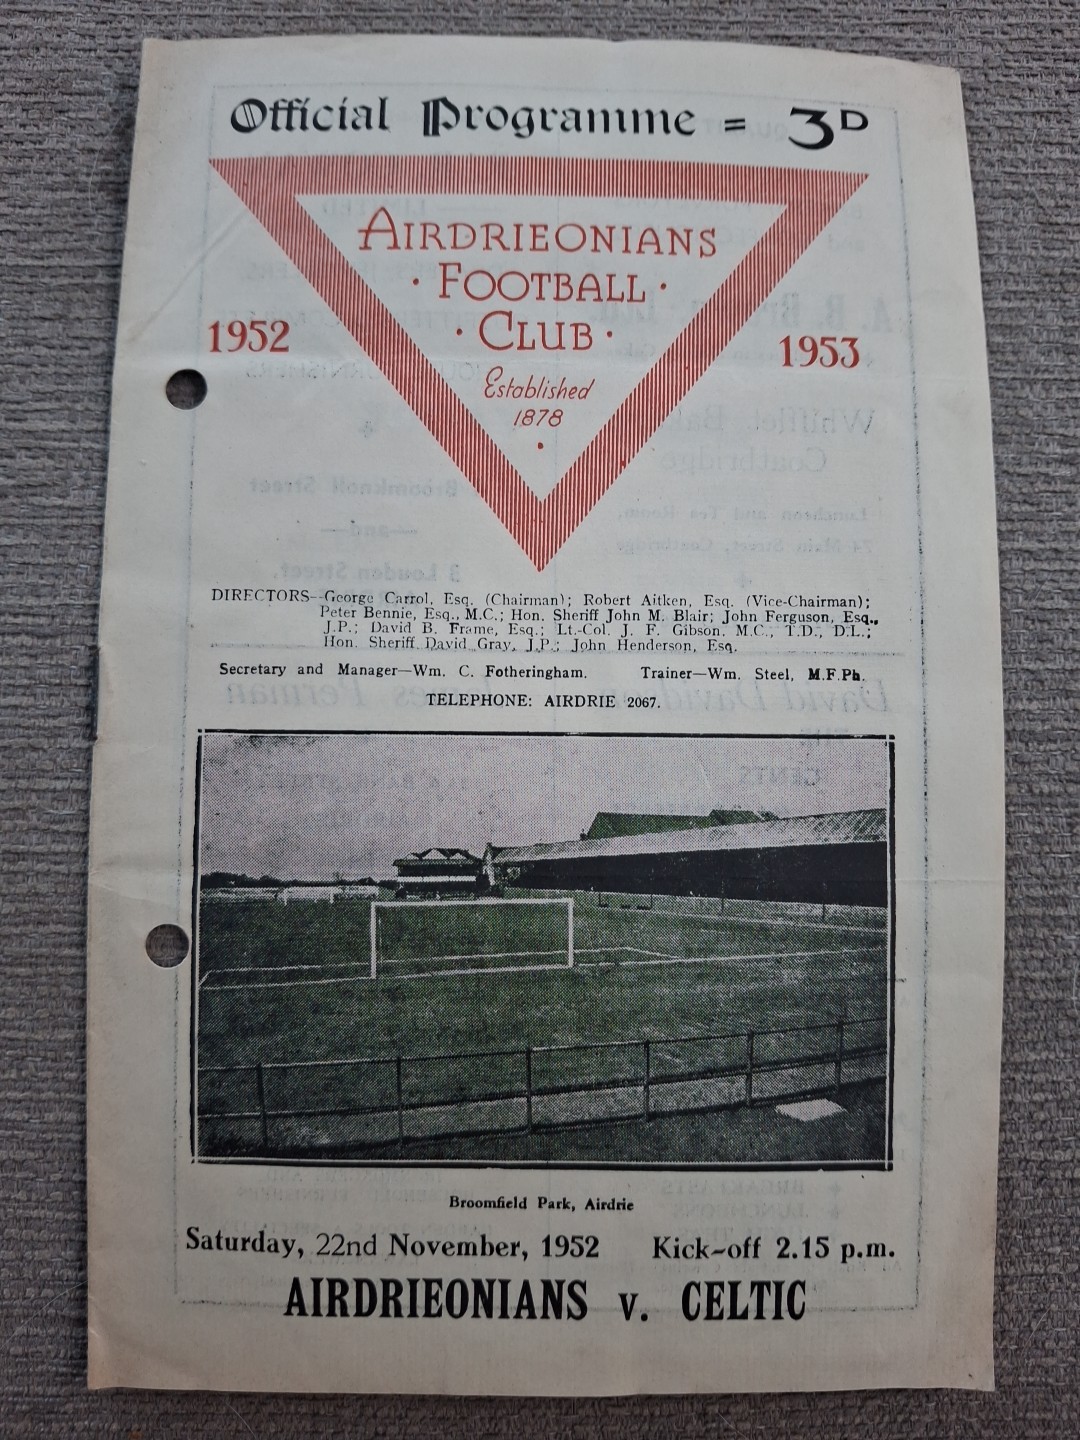 Official Programme = 3D
AIRDRIEONIANS
· FOOTBALL ·
· CLUB ·
1952
1953
Established
1878
DIRECTORS—George Carrol, Esq. (Chairman); Robert Aitken, Esq. (Vice-Chairman);
Peter Bennie, Esq., M.C.; Hon. Sheriff John M. Blair; John Ferguson, Esq.,
J.P.; David B. Frame, Esq.; Lt.-Col. J. F. Gibson, M.C., T.D., D.L.;
Hon. Sheriff David Gray, J.P.; John Henderson, Esq.
Secretary and Manager—Wm. C. Fotheringham. Trainer—Wm. Steel, M.F.Ph.
TELEPHONE: AIRDRIE 2067.
Broomfield Park, Airdrie
Saturday, 22nd November, 1952 Kick-off 2.15 p.m.
AIRDRIEONIANS v. CELTIC